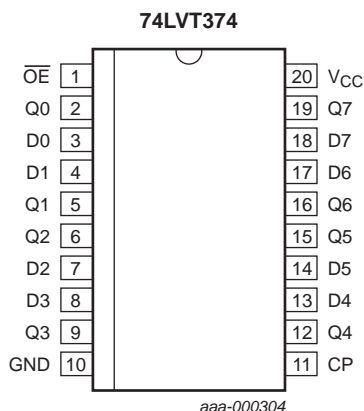 74LVT374
OE 1 20 VCC
Q0 2 19 Q7
D0 3 18 D7
D1 4 17 D6
Q1 5 16 Q6
Q2 6 15 Q5
D2 7 14 D5
D3 8 13 D4
Q3 9 12 Q4
GND 10 11 CP
aaa-000304